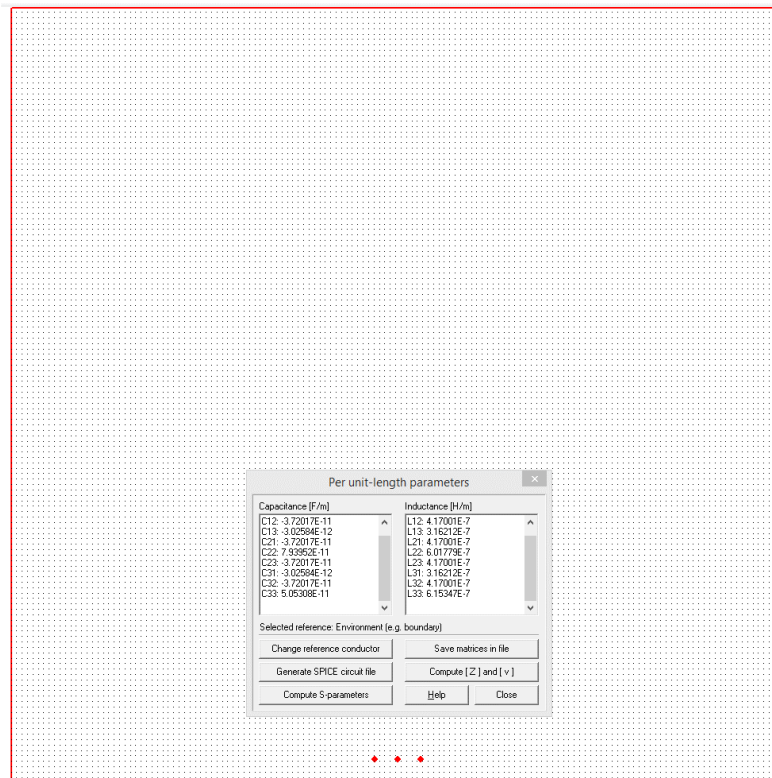 Per unit-length parameters
Capacitance [F/m]
Inductance [H/m]
C12: -3.72017E-11
C13: -3.02584E-12
C21: -3.72017E-11
C22: 7.93952E-11
C23: -3.72017E-11
C31: -3.02584E-12
C32: -3.72017E-11
C33: 5.05308E-11
L12: 4.17001E-7
L13: 3.16212E-7
L21: 4.17001E-7
L22: 6.01779E-7
L23: 4.17001E-7
L31: 3.16212E-7
L32: 4.17001E-7
L33: 6.15347E-7
Selected reference: Environment (e.g. boundary)
Change reference conductor
Save matrices in file
Generate SPICE circuit file
Compute [ Z ] and [ v ]
Compute S-parameters
Help
Close